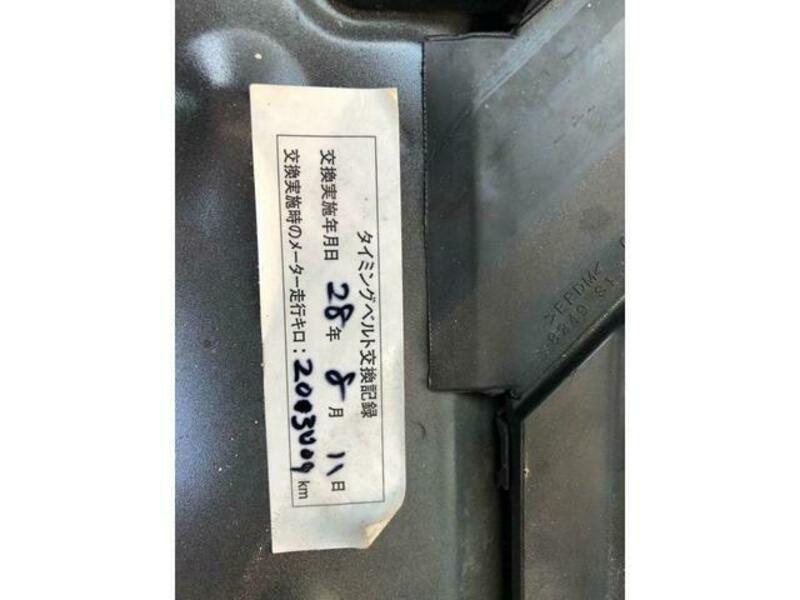 タイミングベルト交換記録
交換実施年月日 28年 8月 11日
交換実施時のメーター走行キロ: km
>EPDM<